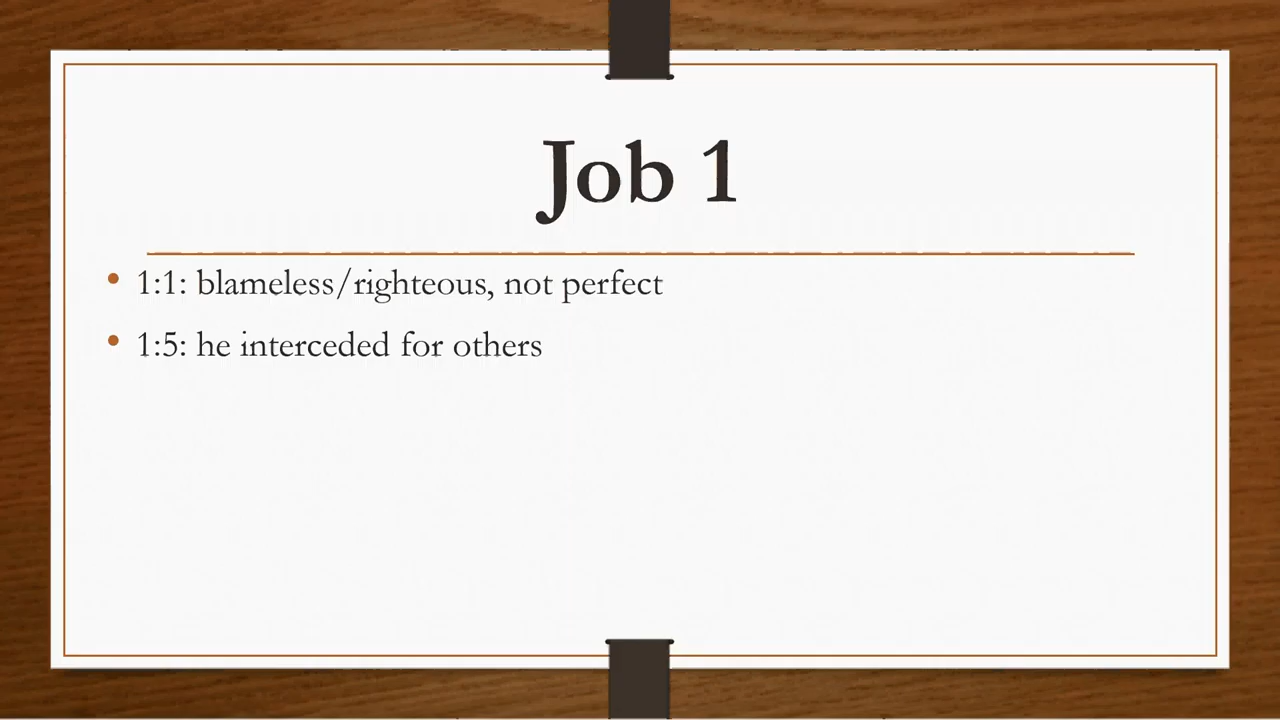 Job 1
• 1:1: blameless/righteous, not perfect
• 1:5: he interceded for others